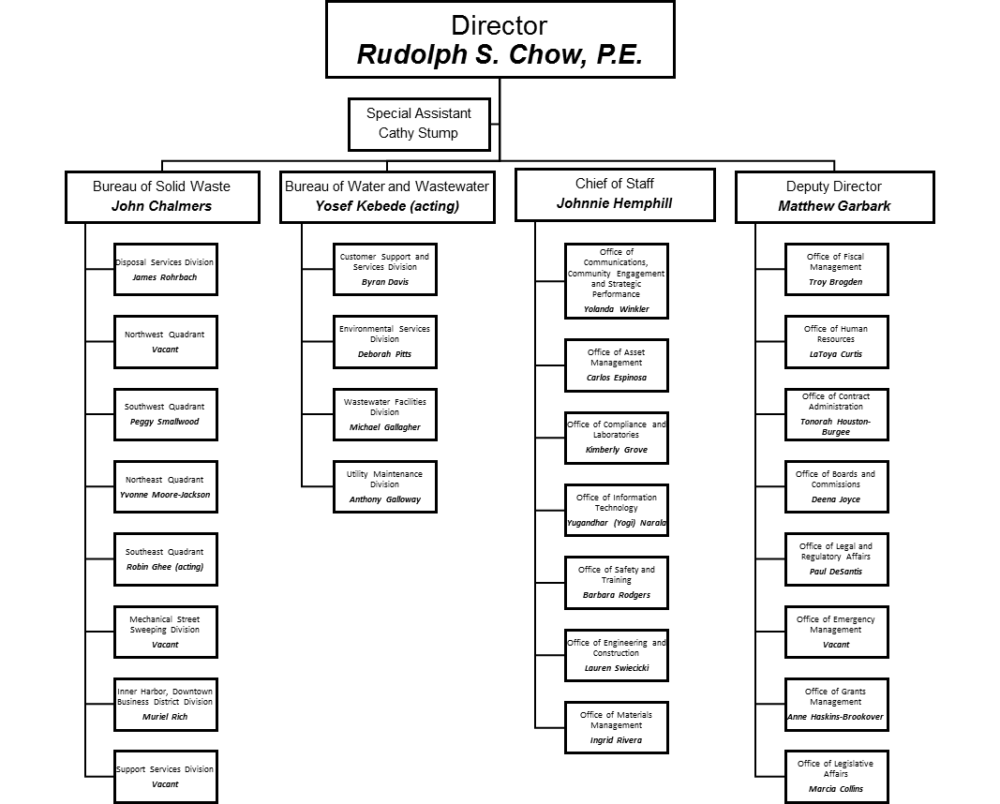 Director
Rudolph S. Chow, P.E.
Special Assistant
Cathy Stump
Bureau of Solid Waste
John Chalmers
Disposal Services Division
James Rohrbach
Northwest Quadrant
Vacant
Southwest Quadrant
Peggy Smallwood
Northeast Quadrant
Yvonne Moore-Jackson
Southeast Quadrant
Robin Ghee (acting)
Mechanical Street
Sweeping Division
Vacant
Inner Harbor, Downtown
Business District Division
Muriel Rich
Support Services Division
Vacant
Bureau of Water and Wastewater
Yosef Kebede (acting)
Customer Support and
Services Division
Byran Davis
Environmental Services
Division
Deborah Pitts
Wastewater Facilities
Division
Michael Gallagher
Utility Maintenance
Division
Anthony Galloway
Chief of Staff
Johnnie Hemphill
Office of
Communications,
Community Engagement
and Strategic
Performance
Yolanda Winkler
Office of Asset
Management
Carlos Espinosa
Office of Compliance and
Laboratories
Kimberly Grove
Office of Information
Technology
Yugandhar (Yogi) Narala
Office of Safety and
Training
Barbara Rodgers
Office of Engineering and
Construction
Lauren Swiecicki
Office of Materials
Management
Ingrid Rivera
Deputy Director
Matthew Garbark
Office of Fiscal
Management
Troy Brogden
Office of Human
Resources
LaToya Curtis
Office of Contract
Administration
Tonorah Houston-
Burgee
Office of Boards and
Commissions
Deena Joyce
Office of Legal and
Regulatory Affairs
Paul DeSantis
Office of Emergency
Management
Vacant
Office of Grants
Management
Anne Haskins-Brookover
Office of Legislative
Affairs
Marcia Collins